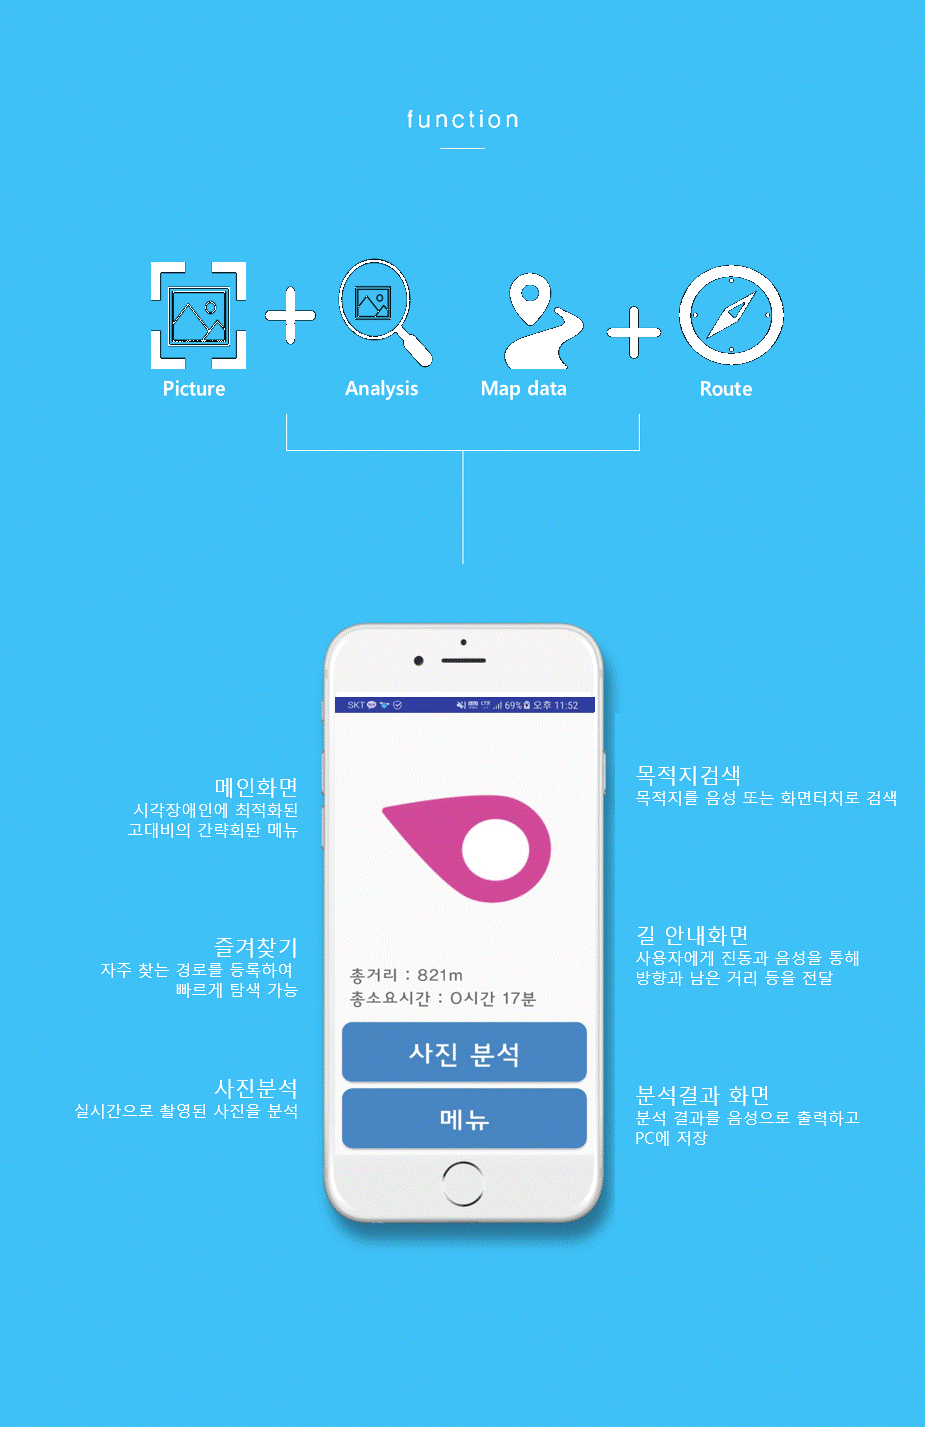 function
Picture
Analysis
Map data
Route
SKT
LTE
69%
오후 11:52
메인화면
시각장애인에 최적화된
고대비의 간략회돤 메뉴
목적지검색
목적지를 음성 또는 화면터치로 검색
즐겨찾기
자주 찾는 경로를 등록하여
빠르게 탐색 가능
길 안내화면
사용자에게 진동과 음성을 통해
방향과 남은 거리 등을 전달
총거리 : 821m
총소요시간 : 0시간 17분
사진 분석
메뉴
사진분석
실시간으로 촬영된 사진을 분석
분석결과 화면
분석 결과를 음성으로 출력하고
PC에 저장